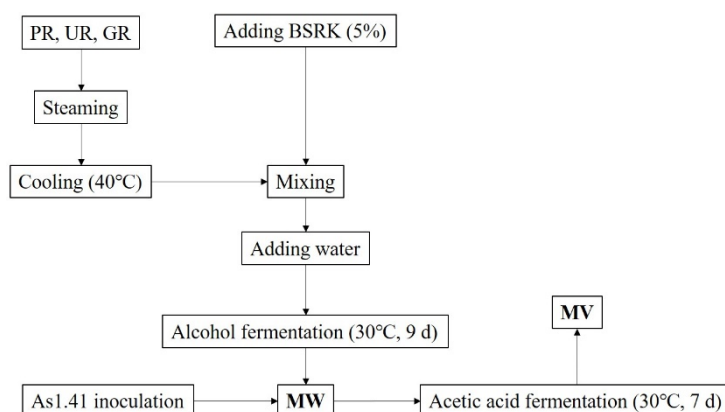 PR, UR, GR
Adding BSRK (5%)
Steaming
Cooling (40℃)
Mixing
Adding water
Alcohol fermentation (30℃, 9 d)
MV
As1.41 inoculation
MW
Acetic acid fermentation (30℃, 7 d)